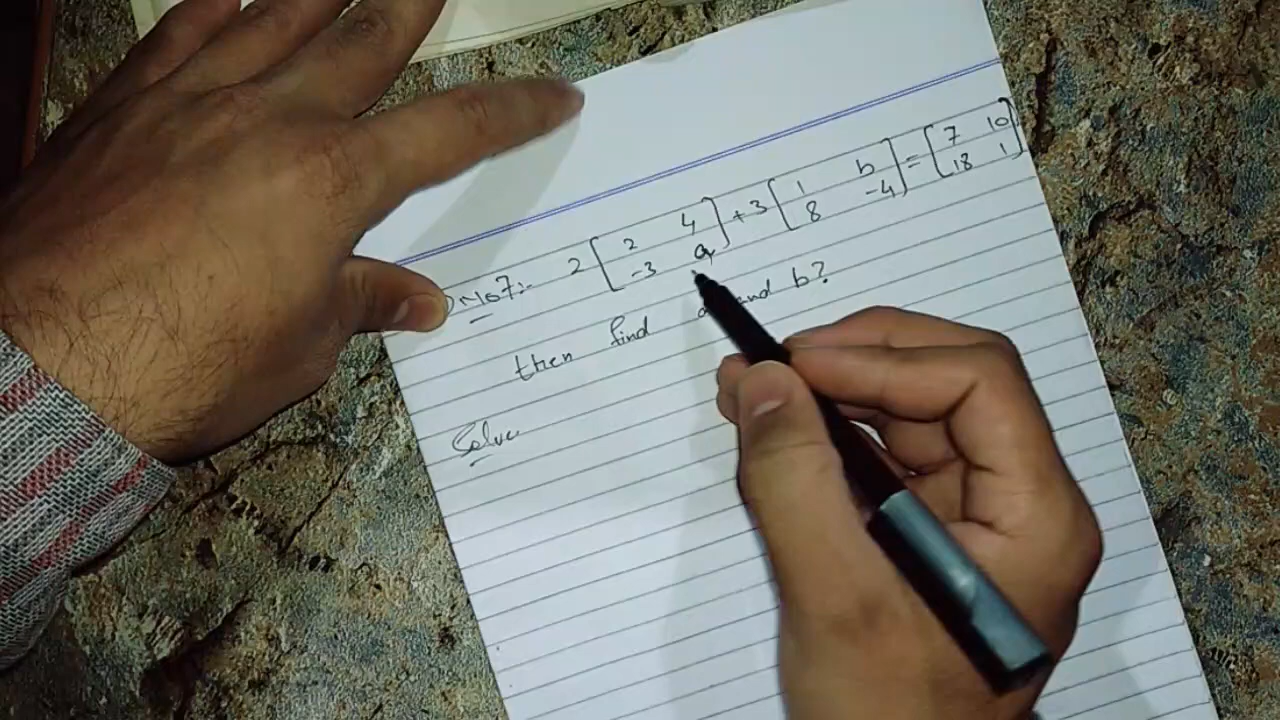 Q No7:- 2 [2 4 -3 a] + 3 [1 b 8 -4] = [7 10 18 1]
then find a and b?
Solve